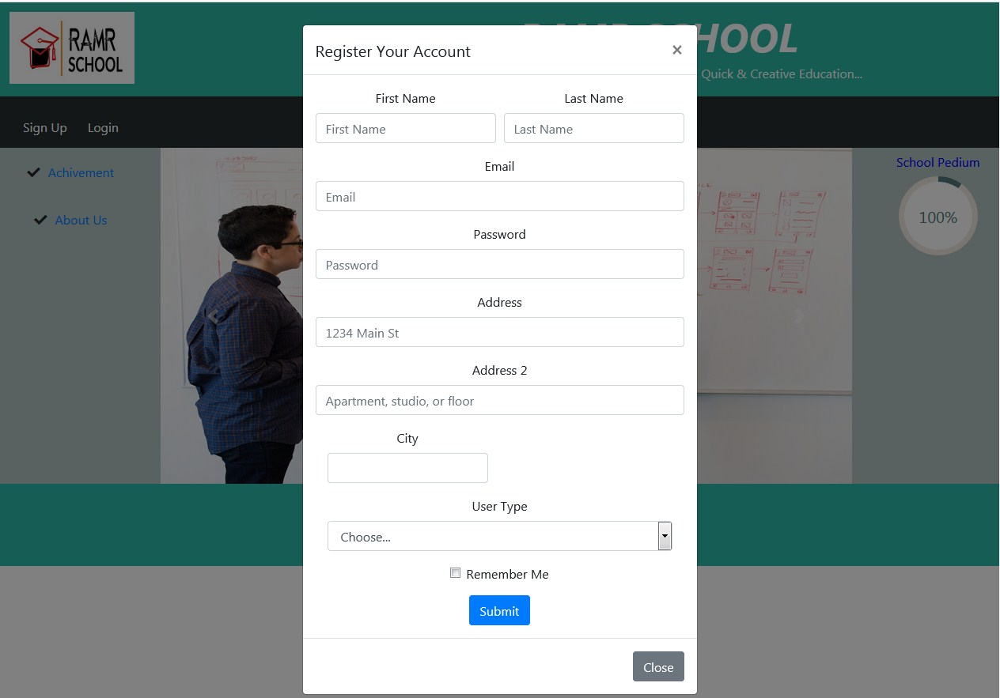 RAMR
SCHOOL
SCHOOL
Quick & Creative Education...
Sign Up Login
Achivement
About Us
School Pedium
100%
Register Your Account ×
First Name Last Name
First Name Last Name
Email
Email
Password
Password
Address
1234 Main St
Address 2
Apartment, studio, or floor
City
User Type
Choose...
Remember Me
Submit
Close